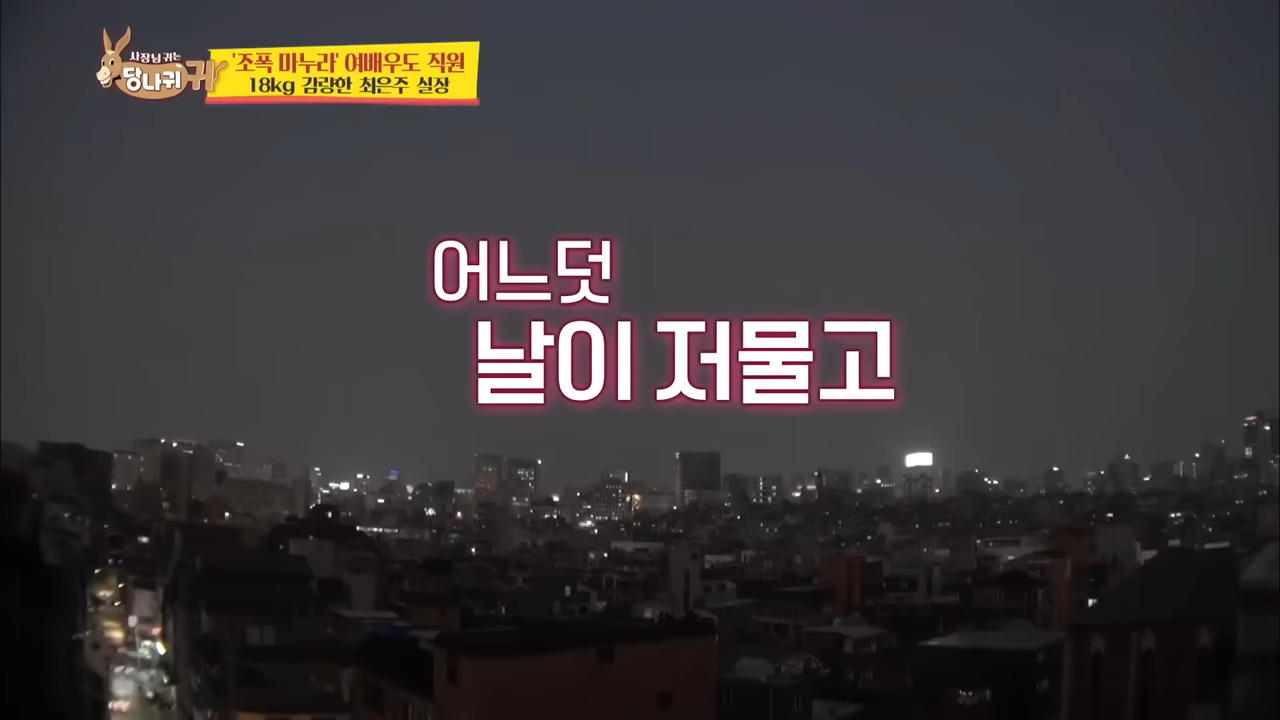 사장님 귀는
당나귀 귀
'조폭 마누라' 여배우도 직원
18kg 감량한 최은주 실장
어느덧
날이 저물고